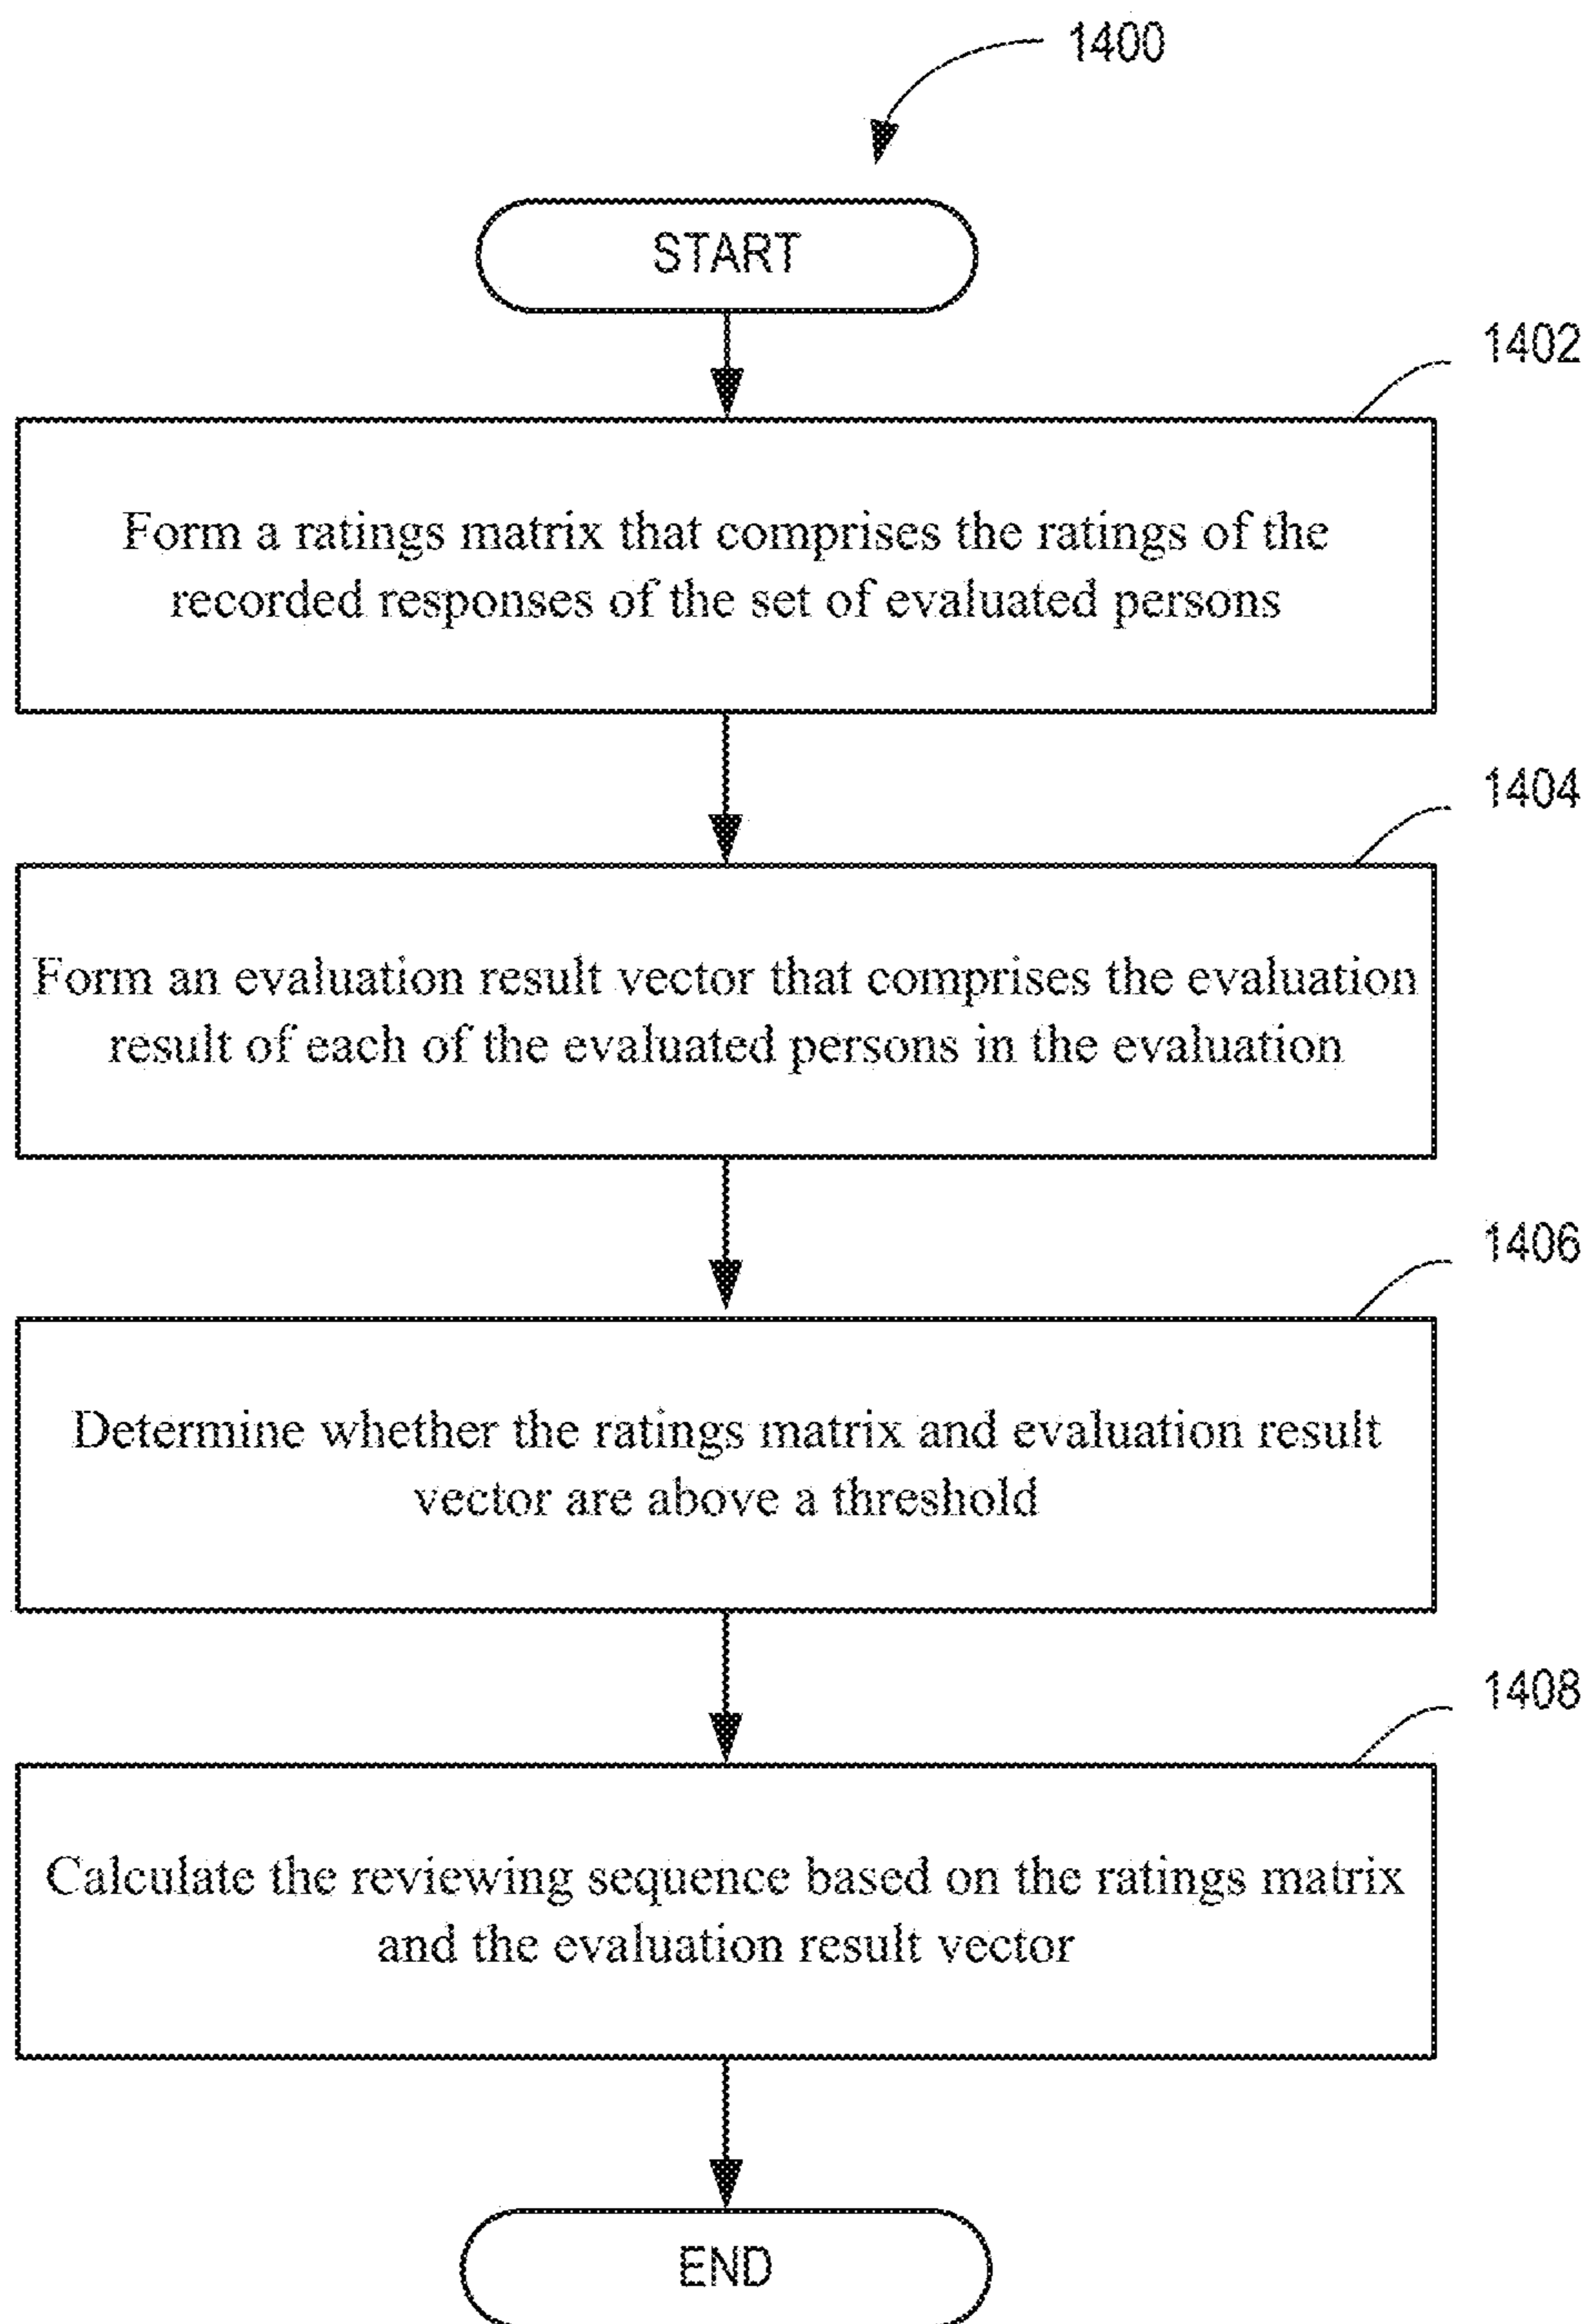 1400
START
1402
Form a ratings matrix that comprises the ratings of the
recorded responses of the set of evaluated persons
1404
Form an evaluation result vector that comprises the evaluation
result of each of the evaluated persons in the evaluation
1406
Determine whether the ratings matrix and evaluation result
vector are above a threshold
1408
Calculate the reviewing sequence based on the ratings matrix
and the evaluation result vector
END